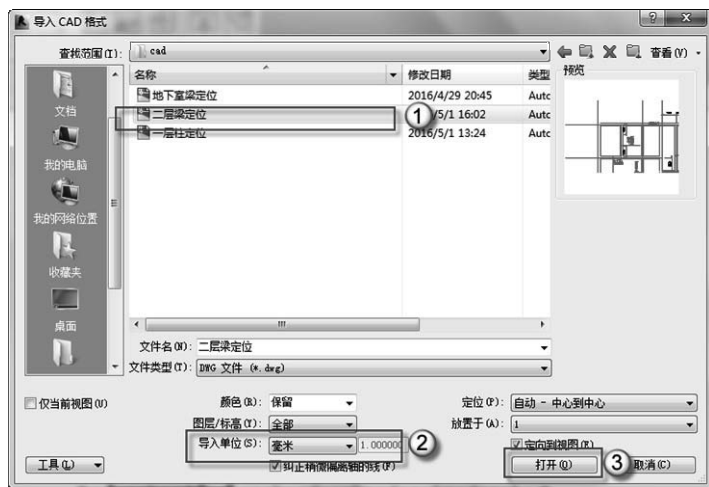 导入 CAD 格式
查找范围(I): cad
查看(V)
名称 修改日期 类型
预览
地下室梁定位 2016/4/29 20:45 Autc
二层梁定位 /5/1 16:02 Autc
①
一层柱定位 2016/5/1 13:24 Autc
文档
我的电脑
我的网络位置
收藏夹
桌面
文件名(N): 二层梁定位
文件类型(T): DWG 文件 (*.dwg)
仅当前视图(U)
颜色(R): 保留
定位(P): 自动 - 中心到中心
图层/标高(Y): 全部
放置于(A): 1
导入单位(S): 毫米 1.000000
②
定向到视图(E)
纠正稍微偏离轴的线(F)
工具(L)
打开(O)
③
取消(C)